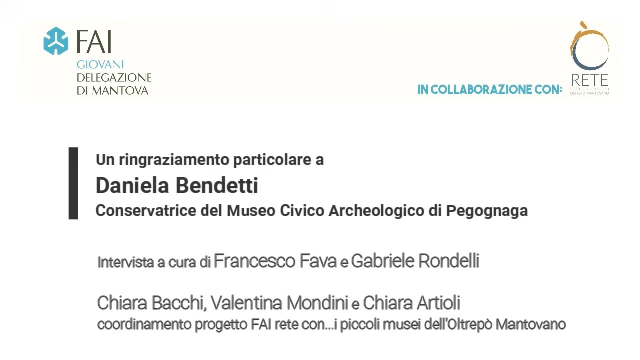 FAI
GIOVANI
DELEGAZIONE
DI MANTOVA
IN COLLABORAZIONE CON:
RETE
Un ringraziamento particolare a
Daniela Bendetti
Conservatrice del Museo Civico Archeologico di Pegognaga
Intervista a cura di Francesco Fava e Gabriele Rondelli
Chiara Bacchi, Valentina Mondini e Chiara Artioli
coordinamento progetto FAI rete con...i piccoli musei dell'Oltrepò Mantovano